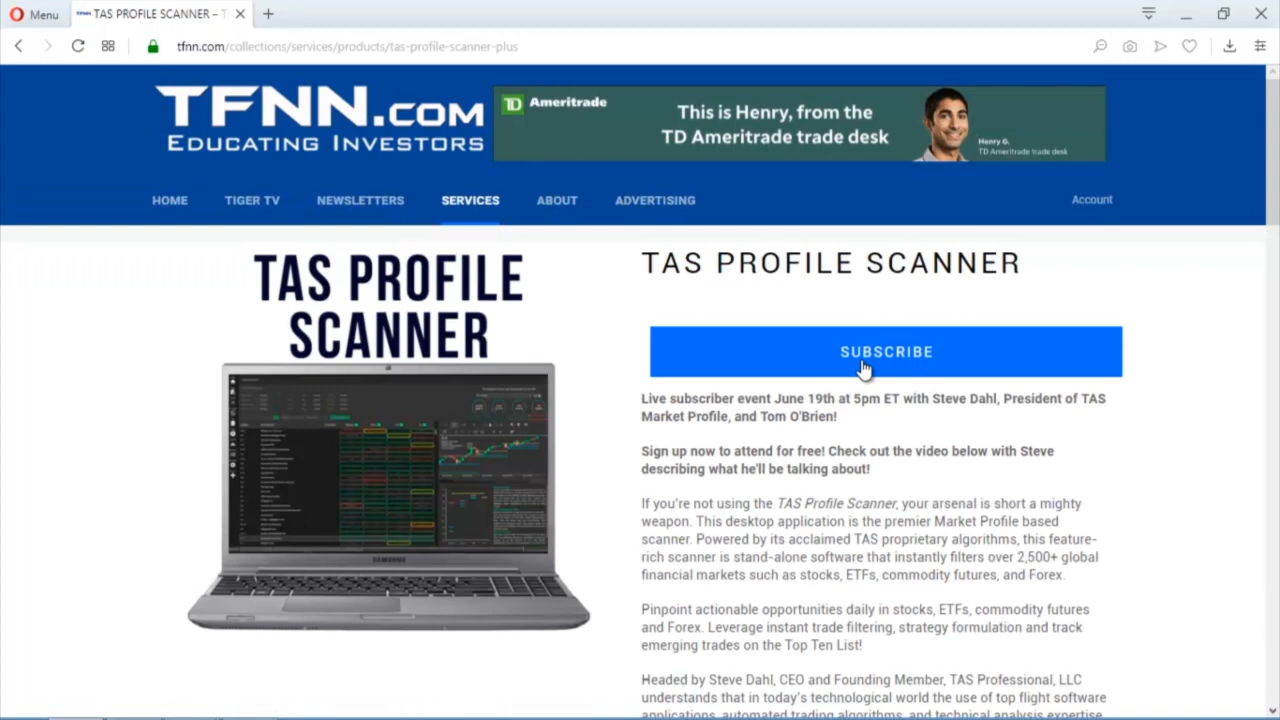 Menu
TAS PROFILE SCANNER – T
tfnn.com/collections/services/products/tas-profile-scanner-plus
TFNN.COM
EDUCATING INVESTORS
TD Ameritrade
This is Henry, from the
TD Ameritrade trade desk
Henry G.
TD Ameritrade trade desk
HOME
TIGER TV
NEWSLETTERS
SERVICES
ABOUT
ADVERTISING
Account
TAS PROFILE
SCANNER
SAMSUNG
TAS PROFILE SCANNER
SUBSCRIBE
Live subscriber event June 19th at 5pm ET with Steve Dahl, President of TAS
Market Profile, and Tom O'Brien!
Sign up now to attend for free! Check out the video below with Steve
describing what he'll be talking about!
If you aren't using the TAS Profile Scanner, your arsenal is short a mighty
weapon. This desktop application is the premier Market Profile based
scanner. Powered by its acclaimed TAS proprietary algorithms, this feature-
rich scanner is stand-alone software that instantly filters over 2,500+ global
financial markets such as stocks, ETFs, commodity futures, and Forex.
Pinpoint actionable opportunities daily in stocks, ETFs, commodity futures
and Forex. Leverage instant trade filtering, strategy formulation and track
emerging trades on the Top Ten List!
Headed by Steve Dahl, CEO and Founding Member, TAS Professional, LLC
understands that in today's technological world the use of top flight software
applications, automated trading algorithms, and technical analysis expertise